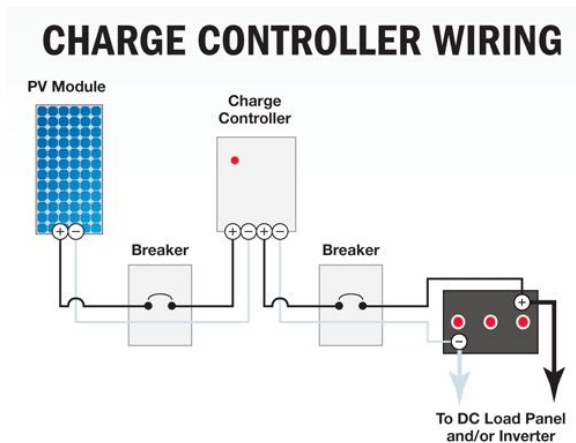 CHARGE CONTROLLER WIRING
PV Module
Charge
Controller
+ −
+ − + −
Breaker
Breaker
+
−
To DC Load Panel
and/or Inverter